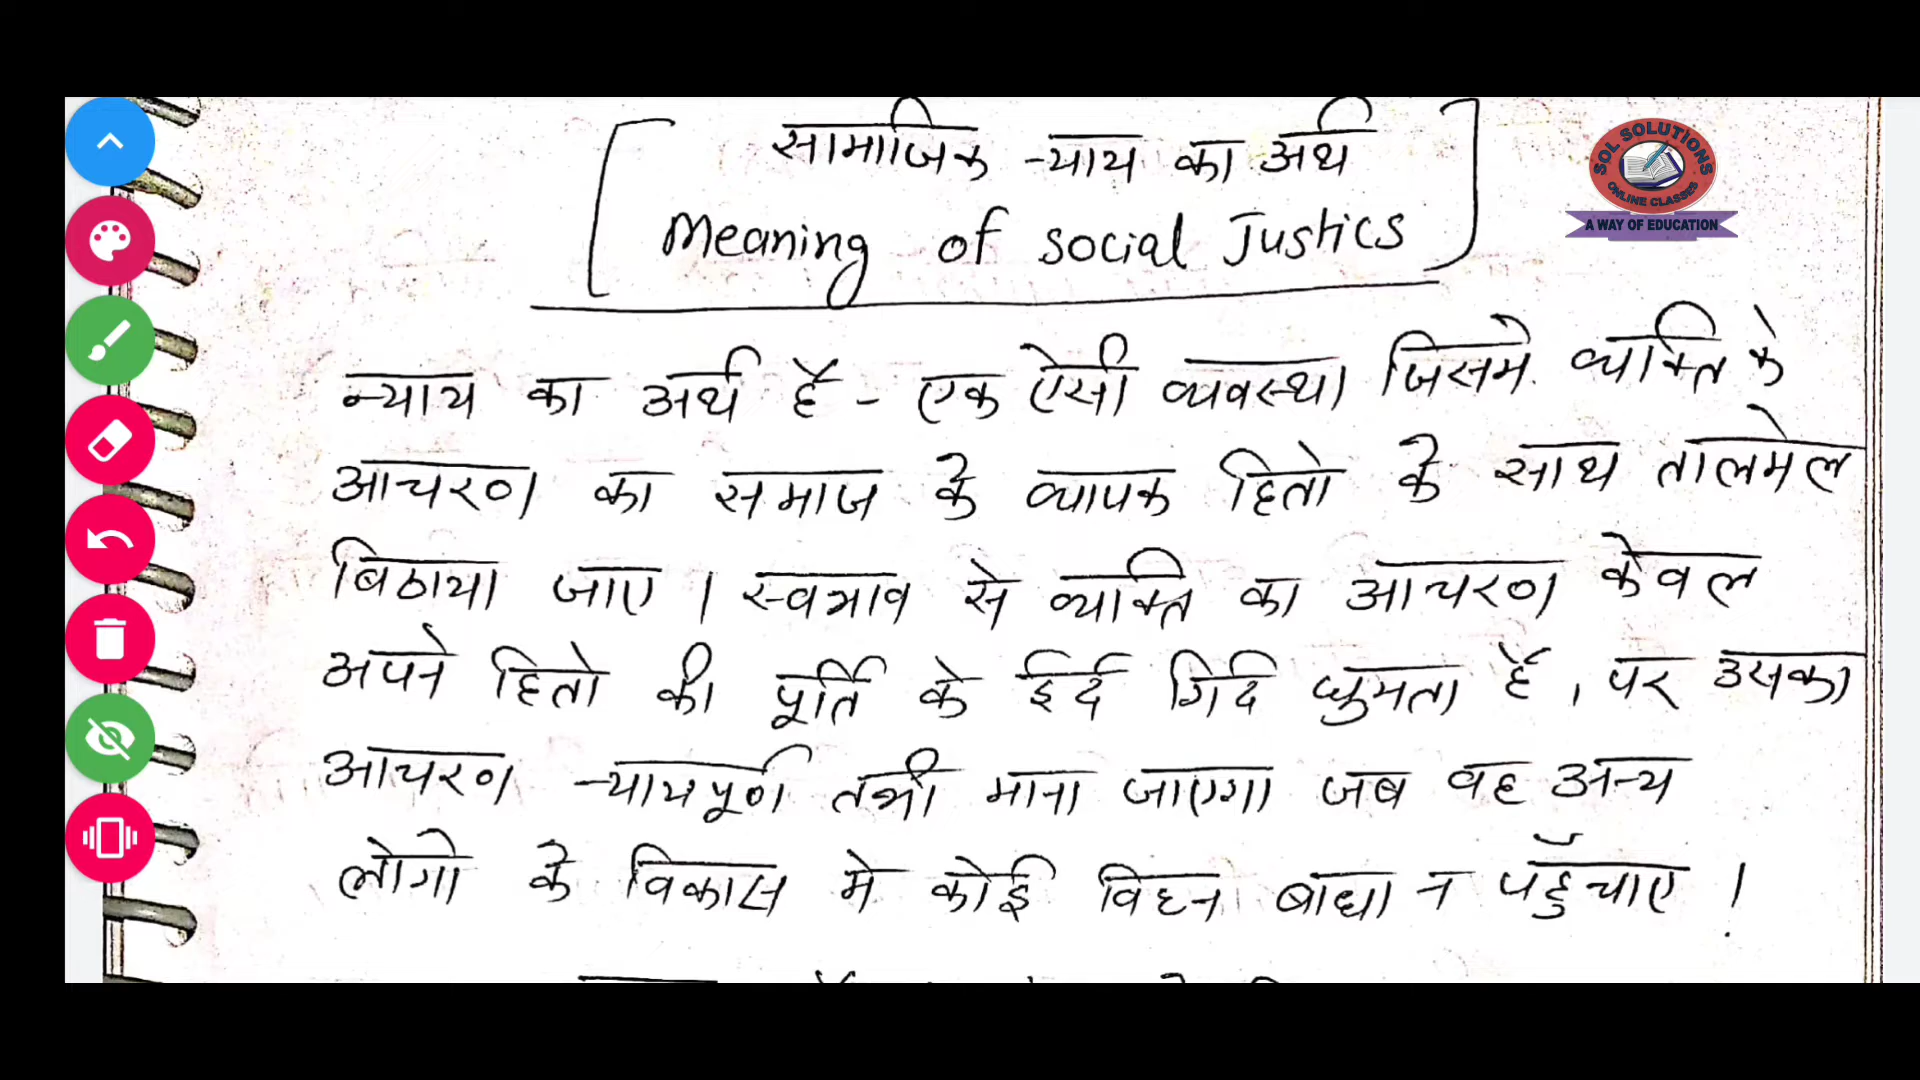 सामाजिक न्याय का अर्थ
Meaning of social Justics
SOL SOLUTIONS
ONLINE CLASSES
A WAY OF EDUCATION
न्याय का अर्थ हैं - एक ऐसी व्यवस्था जिसमे व्यक्ति के
आचरण का समाज के व्यापक हितो के साथ तालमेल
बिठाया जाए । स्वभाव से व्यक्ति का आचरण केवल
अपने हितो की पूर्ति के ईर्द गिर्द घुमता हैं , पर उसका
आचरण न्यायपूर्ण तभी माना जाएगा जब वह अन्य
लोगो के विकास मे कोई विघ्न बाधा न पहुँचाए !